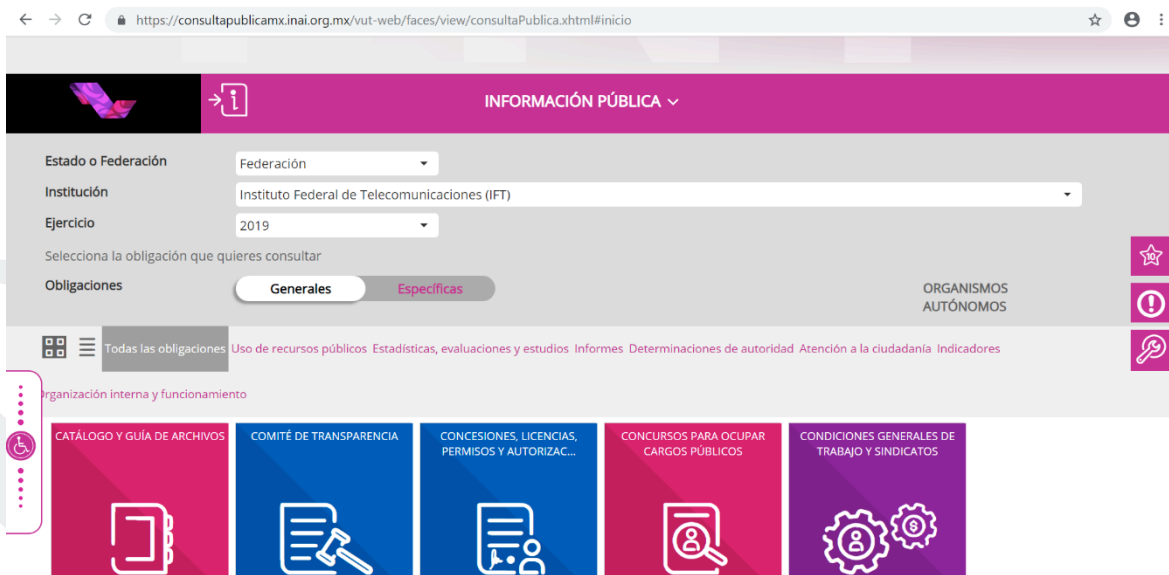 https://consultapublicamx.inai.org.mx/vut-web/faces/view/consultaPublica.xhtml#inicio
INFORMACIÓN PÚBLICA
Estado o Federación
Federación
Institución
Instituto Federal de Telecomunicaciones (IFT)
Ejercicio
2019
Selecciona la obligación que quieres consultar
Obligaciones
Generales
Específicas
ORGANISMOS
AUTÓNOMOS
10
Todas las obligaciones Uso de recursos públicos Estadísticas, evaluaciones y estudios Informes Determinaciones de autoridad Atención a la ciudadanía Indicadores
Organización interna y funcionamiento
CATÁLOGO Y GUÍA DE ARCHIVOS
COMITÉ DE TRANSPARENCIA
CONCESIONES, LICENCIAS,
PERMISOS Y AUTORIZAC...
CONCURSOS PARA OCUPAR
CARGOS PÚBLICOS
CONDICIONES GENERALES DE
TRABAJO Y SINDICATOS